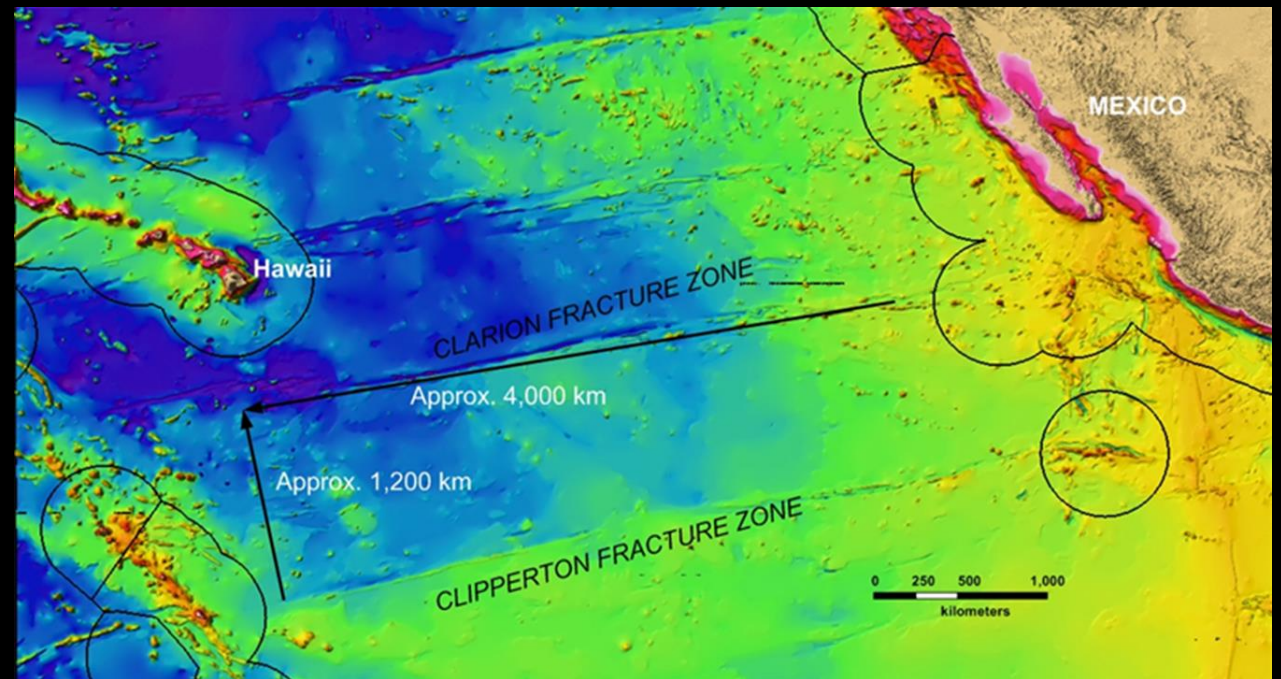 MEXICO
Hawaii
CLARION FRACTURE ZONE
Approx. 4,000 km
Approx. 1,200 km
CLIPPERTON FRACTURE ZONE
0 250 500 1,000
kilometers